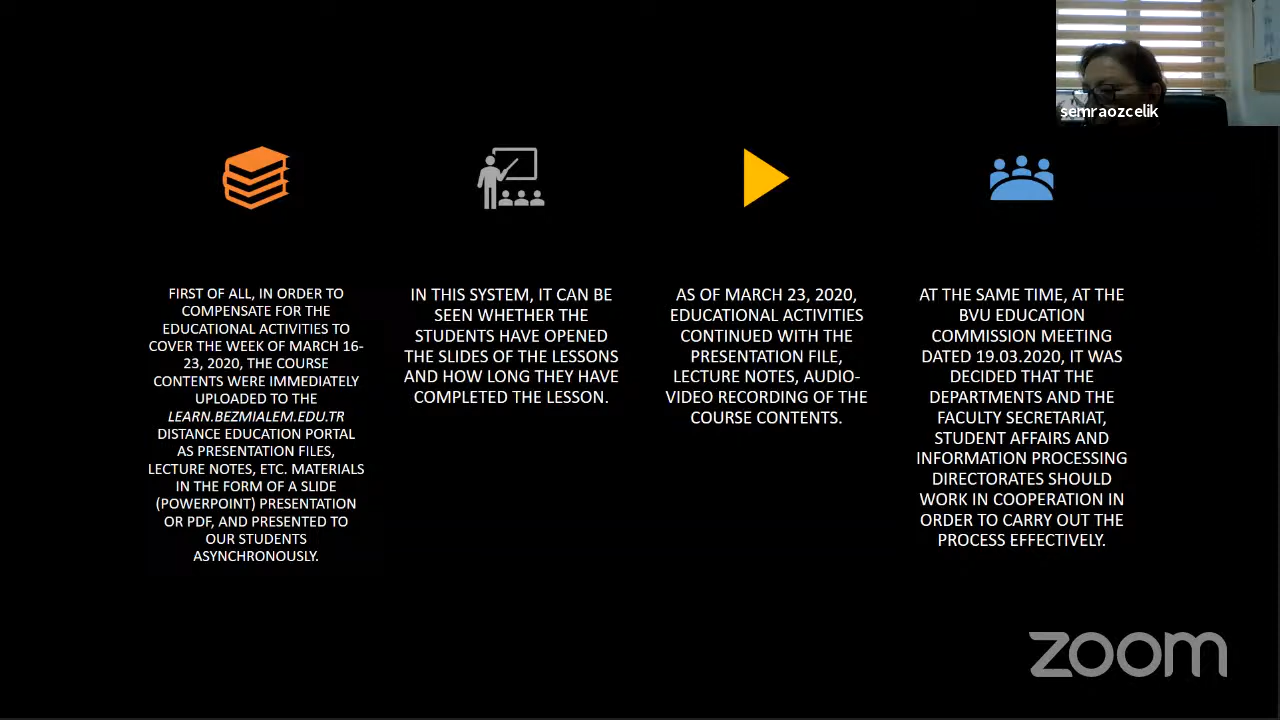 semraozcelik
FIRST OF ALL, IN ORDER TO
COMPENSATE FOR THE
EDUCATIONAL ACTIVITIES TO
COVER THE WEEK OF MARCH 16-
23, 2020, THE COURSE
CONTENTS WERE IMMEDIATELY
UPLOADED TO THE
LEARN.BEZMIALEM.EDU.TR
DISTANCE EDUCATION PORTAL
AS PRESENTATION FILES,
LECTURE NOTES, ETC. MATERIALS
IN THE FORM OF A SLIDE
(POWERPOINT) PRESENTATION
OR PDF, AND PRESENTED TO
OUR STUDENTS
ASYNCHRONOUSLY.
IN THIS SYSTEM, IT CAN BE
SEEN WHETHER THE
STUDENTS HAVE OPENED
THE SLIDES OF THE LESSONS
AND HOW LONG THEY HAVE
COMPLETED THE LESSON.
AS OF MARCH 23, 2020,
EDUCATIONAL ACTIVITIES
CONTINUED WITH THE
PRESENTATION FILE,
LECTURE NOTES, AUDIO-
VIDEO RECORDING OF THE
COURSE CONTENTS.
AT THE SAME TIME, AT THE
BVU EDUCATION
COMMISSION MEETING
DATED 19.03.2020, IT WAS
DECIDED THAT THE
DEPARTMENTS AND THE
FACULTY SECRETARIAT,
STUDENT AFFAIRS AND
INFORMATION PROCESSING
DIRECTORATES SHOULD
WORK IN COOPERATION IN
ORDER TO CARRY OUT THE
PROCESS EFFECTIVELY.
zoom